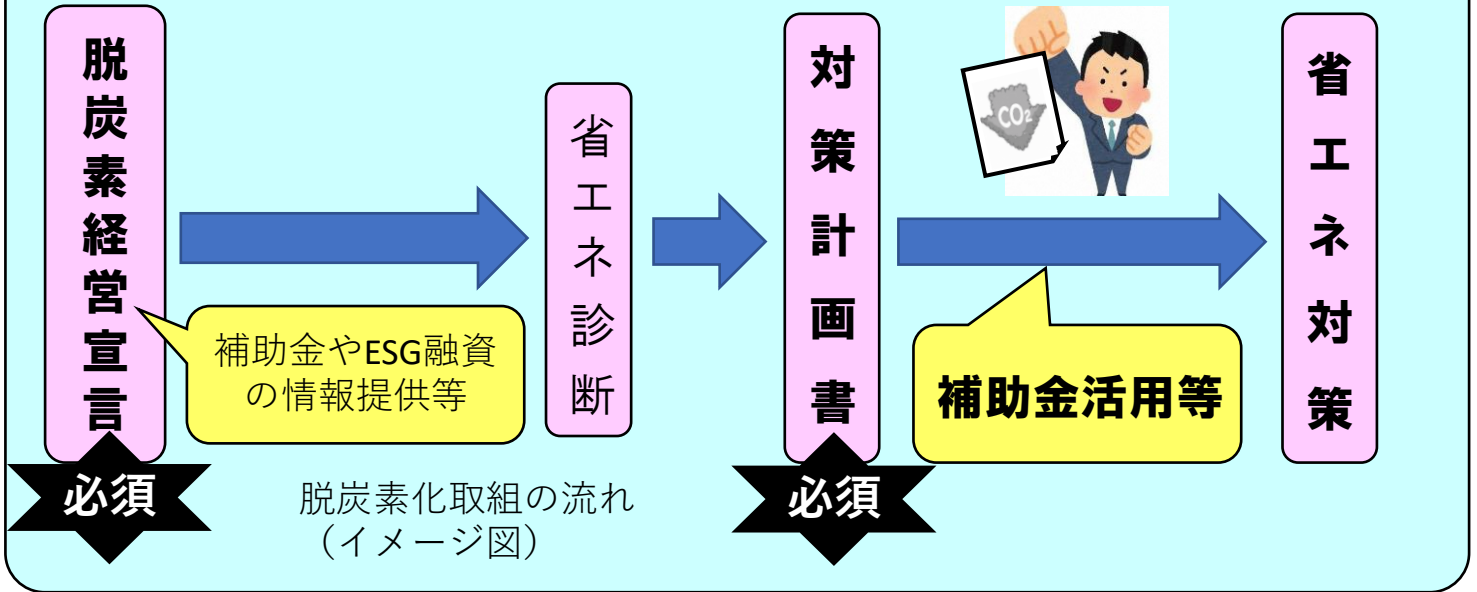 脱炭素経営宣言
必須
補助金やESG融資
の情報提供等
省エネ診断
対策計画書
必須
CO2
補助金活用等
省エネ対策
脱炭素化取組の流れ
（イメージ図）